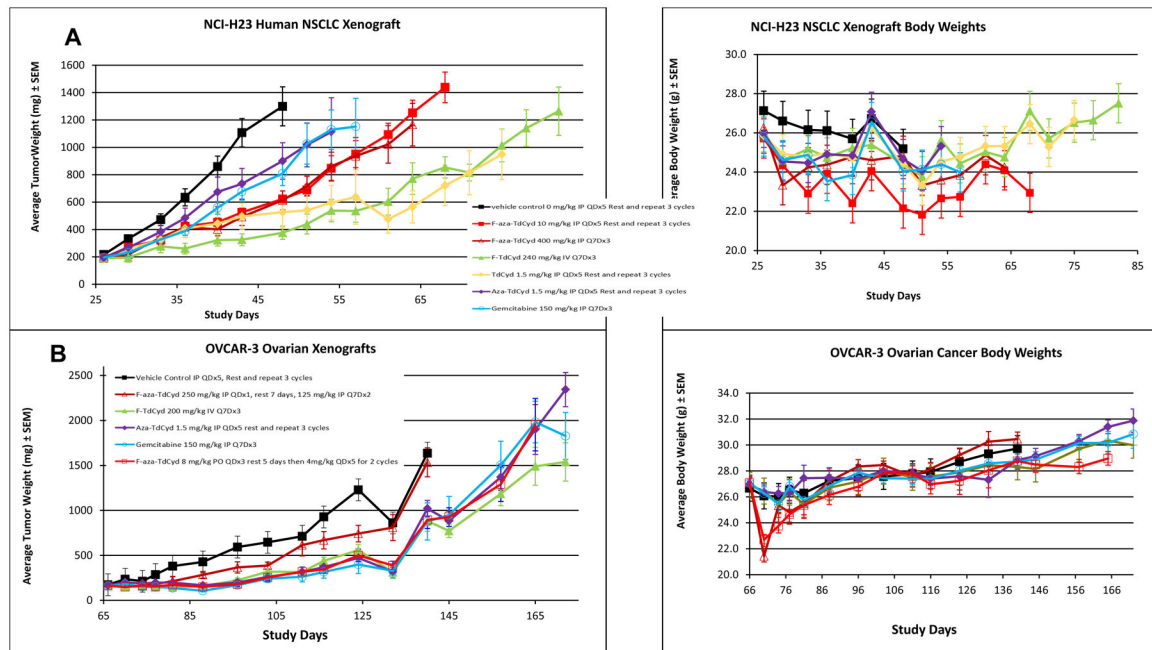 A
NCI-H23 Human NSCLC Xenograft
Average TumorWeight (mg) ± SEM
1600
1400
1200
1000
800
600
400
200
0
26 35 45 55 65
Study Days
vehicle control 0 mg/kg IP QDx5 Rest and repeat 3 cycles
F-aza-TdCyd 10 mg/kg IP QDx5 Rest and repeat 3 cycles
F-aza-TdCyd 400 mg/kg IP Q7Dx3
F-TdCyd 240 mg/kg IV Q7Dx3
TdCyd 1.5 mg/kg IP QDx5 Rest and repeat 3 cycles
Aza-TdCyd 1.5 mg/kg IP QDx5 Rest and repeat 3 cycles
Gemcitabine 150 mg/kg IP Q7Dx3
NCI-H23 NSCLC Xenograft Body Weights
Average Body Weight (g) ± SEM
30.0
28.0
26.0
24.0
22.0
20.0
25 35 45 55 65 75 85
Study Days
B
OVCAR-3 Ovarian Xenografts
Average Tumor Weight (mg) ± SEM)
2500
2000
1500
1000
500
0
65 85 105 125 145 165
Study Days
Vehicle Control IP QDx5, Rest and repeat 3 cycles
F-aza-TdCyd 250 mg/kg IP QDx1, rest 7 days, 125 mg/kg IP Q7Dx2
F-TdCyd 200 mg/kg IV Q7Dx3
Aza-TdCyd 1.5 mg/kg IP QDx5 rest and repeat 3 cycles
Gemcitabine 150 mg/kg IP Q7Dx3
F-aza-TdCyd 8 mg/kg PO QDx3 rest 5 days then 4mg/kg QDx5 for 2 cycles
OVCAR-3 Ovarian Cancer Body Weights
Average Body Weight (g) ± SEM
34.0
32.0
30.0
28.0
26.0
24.0
22.0
20.0
66 76 86 96 106 116 126 136 146 156 166
Study Days